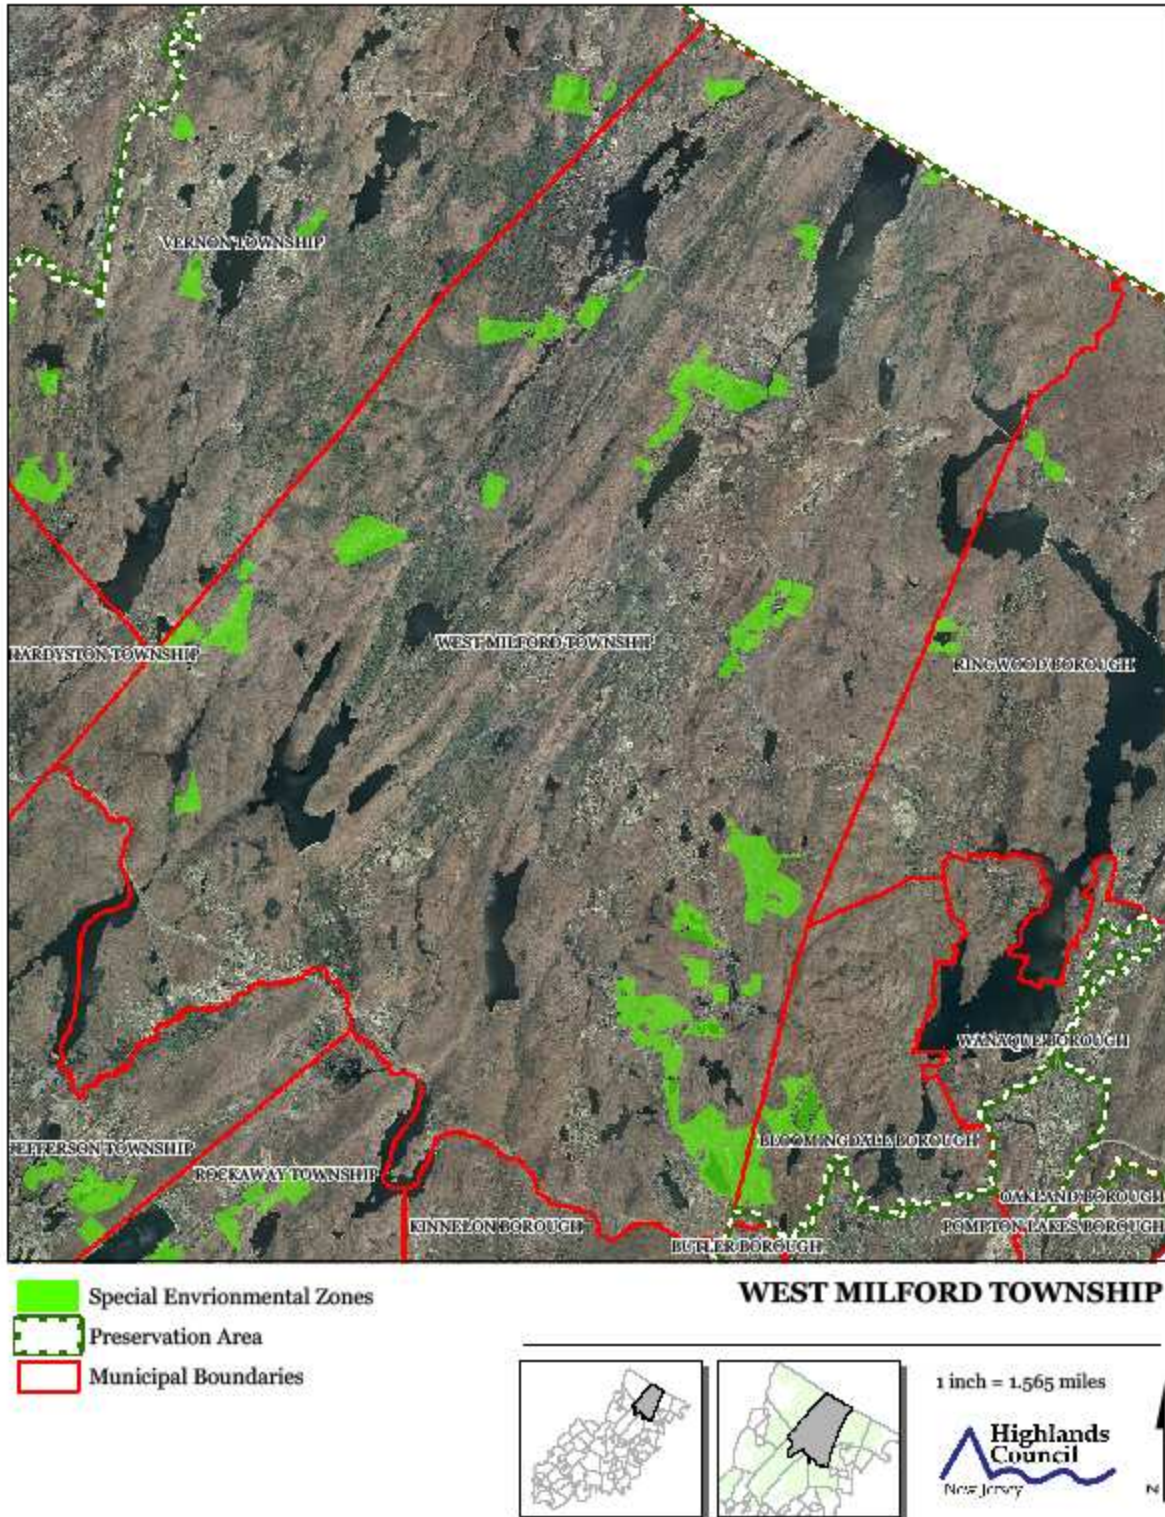 VERNON TOWNSHIP
HARDYSTON TOWNSHIP
WEST MILFORD TOWNSHIP
RINGWOOD BOROUGH
WANAQUE BOROUGH
JEFFERSON TOWNSHIP
ROCKAWAY TOWNSHIP
BLOOMINGDALE BOROUGH
OAKLAND BOROUGH
KINNELON BOROUGH
POMPTON LAKES BOROUGH
BUTLER BOROUGH
WEST MILFORD TOWNSHIP
Special Envrionmental Zones
Preservation Area
Municipal Boundaries
1 inch = 1.565 miles
Highlands
Council
New Jersey
N